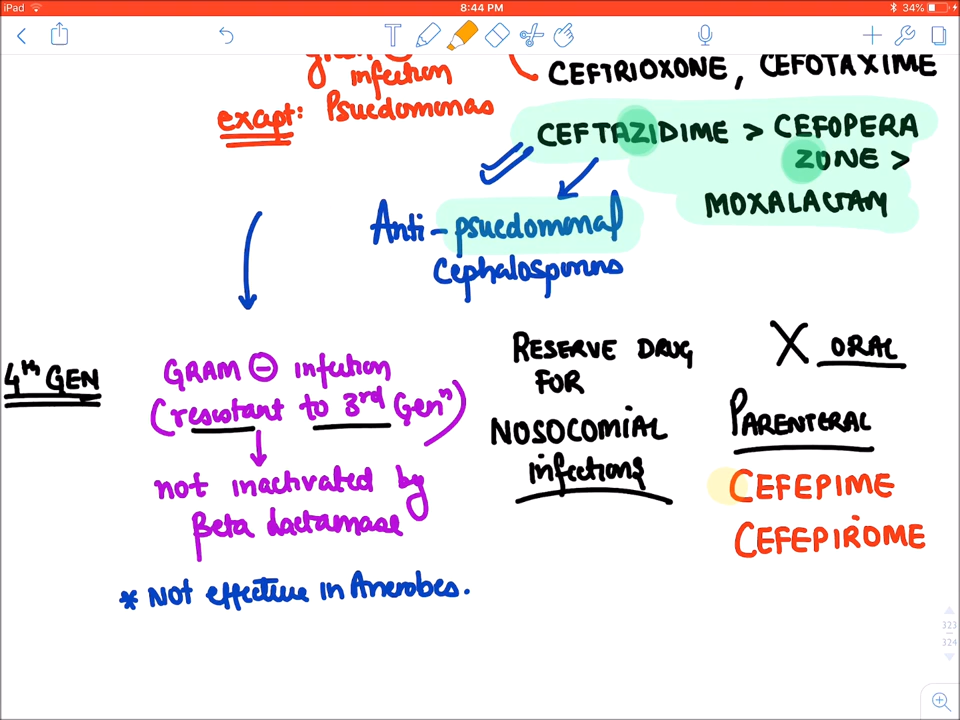 iPad
8:44 PM
34%
T
infection
exapt: Psuedomonas
CEFTRIOXONE, CEFOTAXIME
CEFTAZIDIME > CEFOPERA
ZONE >
MOXALACTAM
Anti-psuedomonal
Cephalosporins
4th GEN
GRAM ⊖ infection
(resistant to 3rd Genn)
not inactivated by
Beta lactamase
* Not effective in Anerobes.
RESERVE DRUG
FOR
NOSOCOMIAL
infections
X ORAL
PARENTERAL
CEFEPIME
CEFEPIROME
323
324